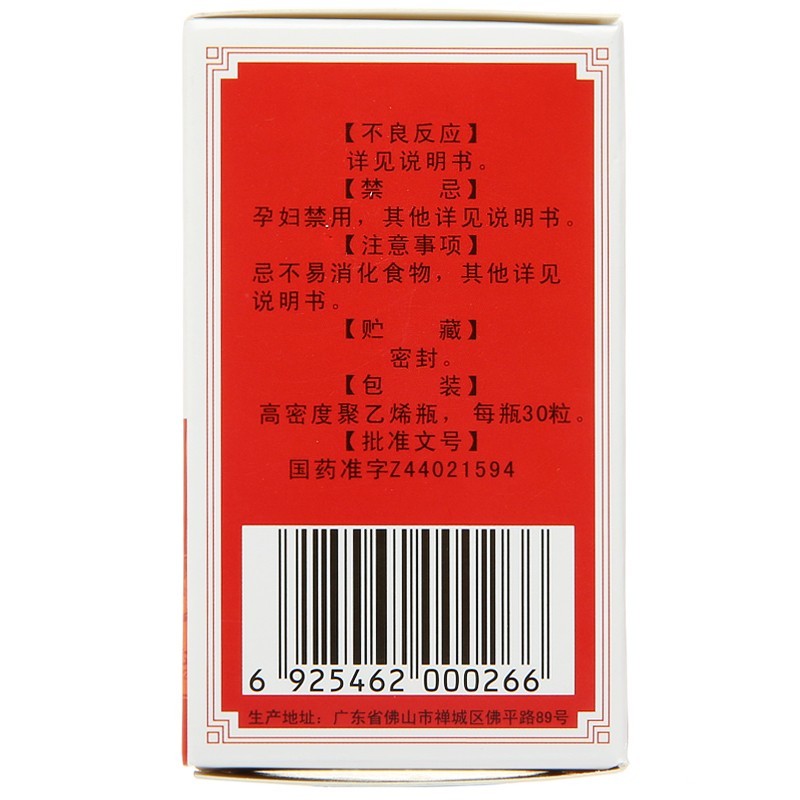 【不良反应】
详见说明书。
【禁 忌】
孕妇禁用，其他详见说明书。
【注意事项】
忌不易消化食物，其他详见
说明书。
【贮 藏】
密封。
【包 装】
高密度聚乙烯瓶，每瓶30粒。
【批准文号】
国药准字Z44021594
6 925462 000266
生产地址：广东省佛山市禅城区佛平路89号